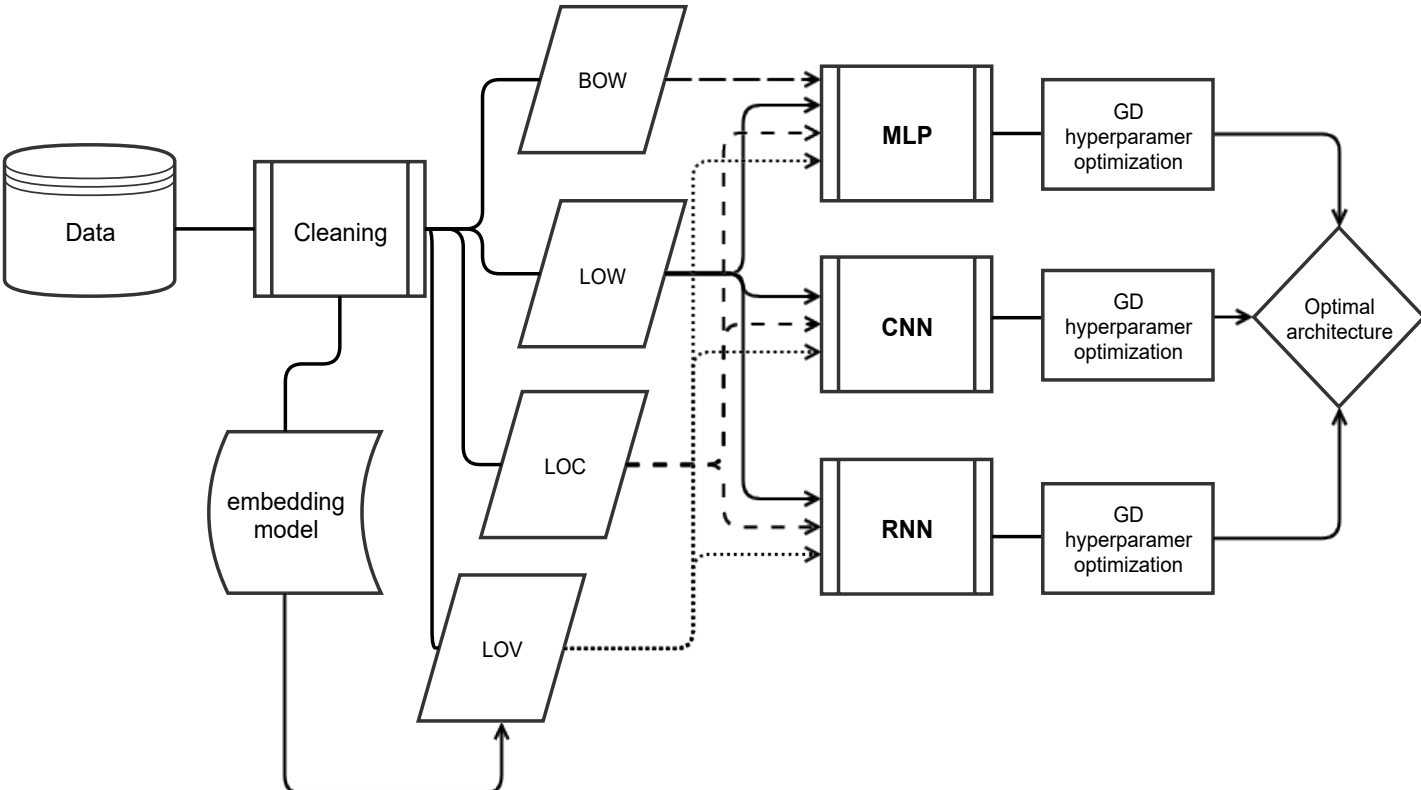 BOW
MLP
GD
hyperparamer
optimization
Data
Cleaning
LOW
CNN
GD
hyperparamer
optimization
Optimal
architecture
LOC
embedding
model
RNN
GD
hyperparamer
optimization
LOV